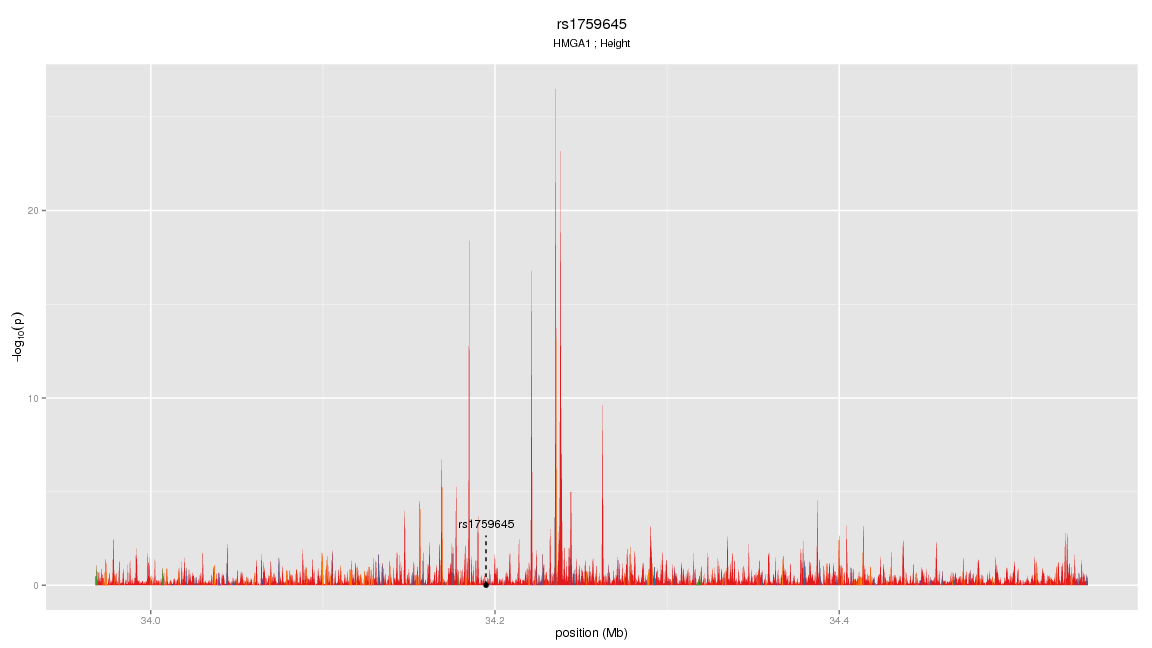 rs1759645
HMGA1 ; Height
20
10
0
−log10(p)
rs1759645
34.0
34.2
34.4
position (Mb)